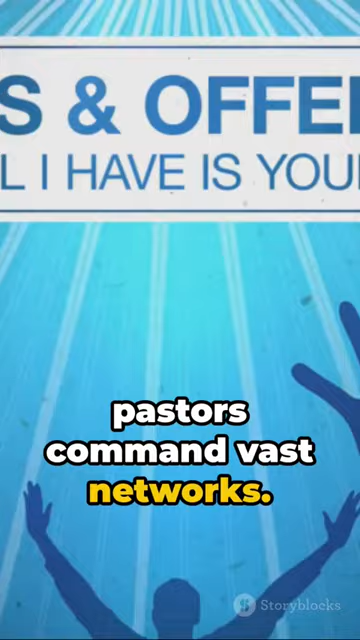 S & OFFE
L I HAVE IS YOU
pastors
command vast
networks.
Storyblocks